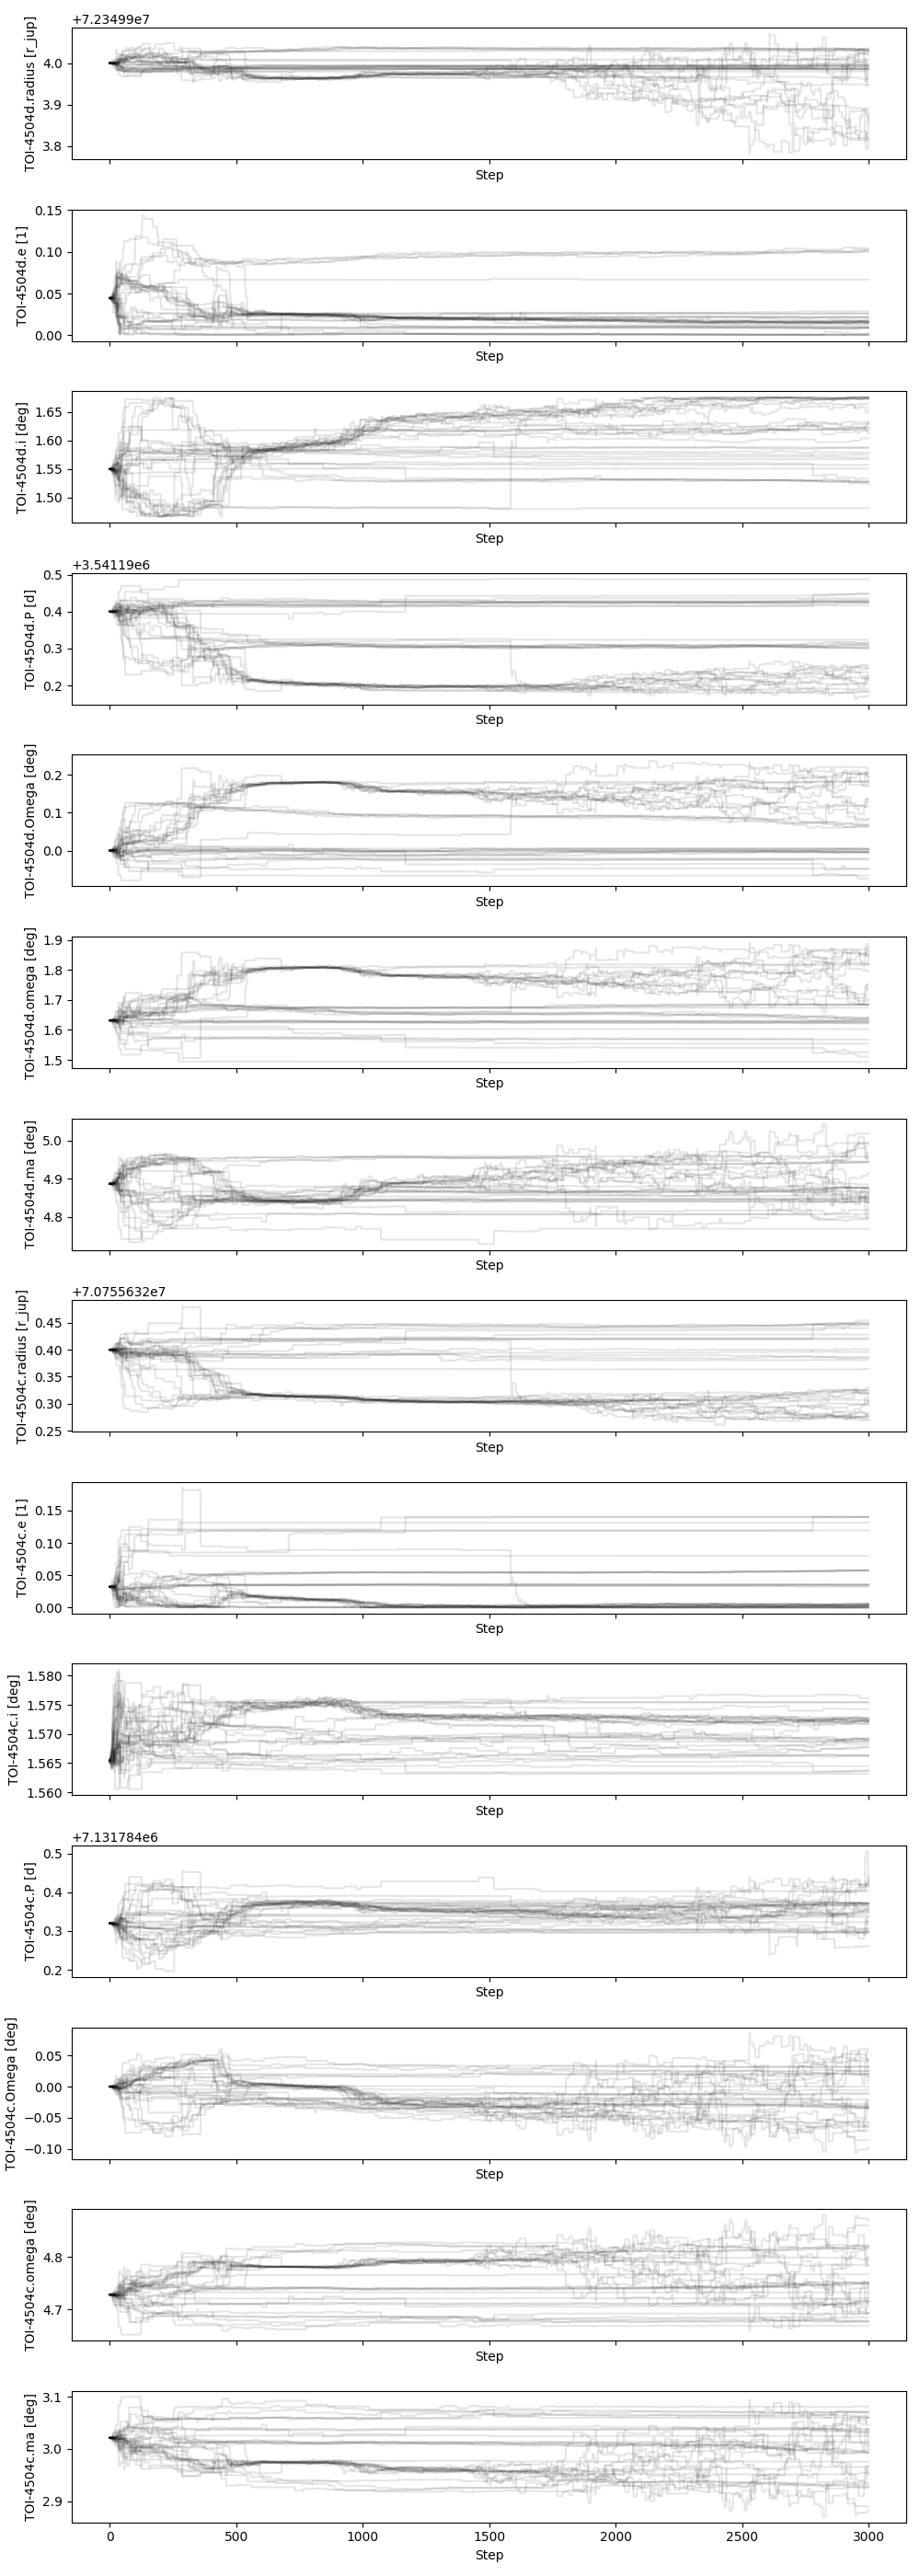 +7.23499e7
TOI-4504d.radius [r_jup]
4.0
3.9
3.8
Step
TOI-4504d.e [1]
0.15
0.10
0.05
0.00
Step
TOI-4504d.i [deg]
1.65
1.60
1.55
1.50
Step
+3.54119e6
TOI-4504d.P [d]
0.5
0.4
0.3
0.2
Step
TOI-4504d.Omega [deg]
0.2
0.1
0.0
Step
TOI-4504d.omega [deg]
1.9
1.8
1.7
1.6
1.5
Step
TOI-4504d.ma [deg]
5.0
4.9
4.8
Step
+7.0755632e7
TOI-4504c.radius [r_jup]
0.45
0.40
0.35
0.30
0.25
Step
TOI-4504c.e [1]
0.15
0.10
0.05
0.00
Step
TOI-4504c.i [deg]
1.580
1.575
1.570
1.565
1.560
Step
+7.131784e6
TOI-4504c.P [d]
0.5
0.4
0.3
0.2
Step
TOI-4504c.Omega [deg]
0.05
0.00
−0.05
−0.10
Step
TOI-4504c.omega [deg]
4.8
4.7
Step
TOI-4504c.ma [deg]
3.1
3.0
2.9
0 500 1000 1500 2000 2500 3000
Step